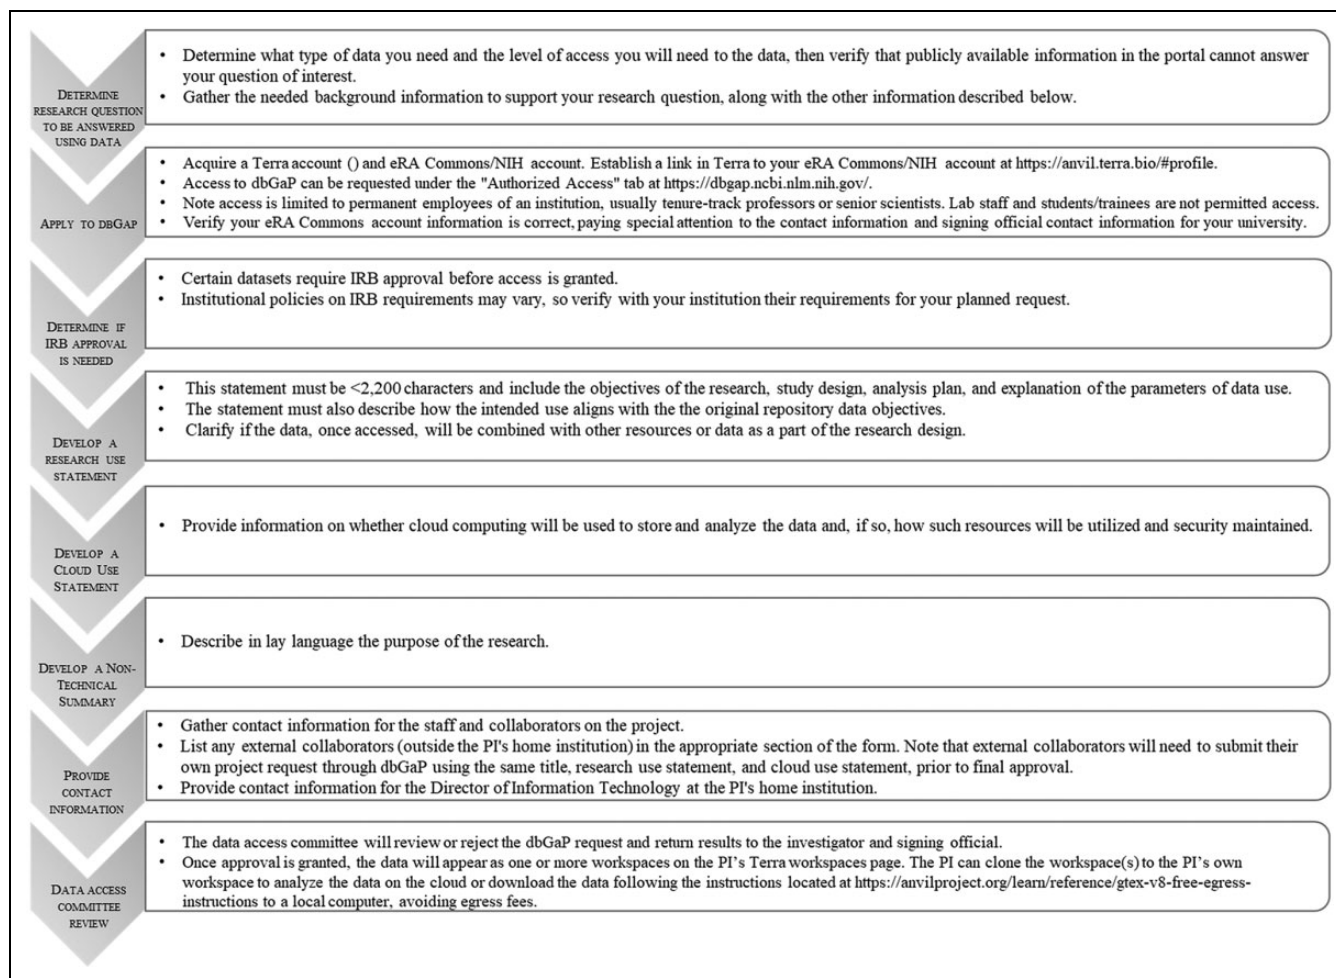 DETERMINE
RESEARCH QUESTION
TO BE ANSWERED
USING DATA
• Determine what type of data you need and the level of access you will need to the data, then verify that publicly available information in the portal cannot answer
your question of interest.
• Gather the needed background information to support your research question, along with the other information described below.
APPLY TO DBGAP
• Acquire a Terra account () and eRA Commons/NIH account. Establish a link in Terra to your eRA Commons/NIH account at https://anvil.terra.bio/#profile.
• Access to dbGaP can be requested under the "Authorized Access" tab at https://dbgap.ncbi.nlm.nih.gov/.
• Note access is limited to permanent employees of an institution, usually tenure-track professors or senior scientists. Lab staff and students/trainees are not permitted access.
• Verify your eRA Commons account information is correct, paying special attention to the contact information and signing official contact information for your university.
DETERMINE IF
IRB APPROVAL
IS NEEDED
• Certain datasets require IRB approval before access is granted.
• Institutional policies on IRB requirements may vary, so verify with your institution their requirements for your planned request.
DEVELOP A
RESEARCH USE
STATEMENT
• This statement must be <2,200 characters and include the objectives of the research, study design, analysis plan, and explanation of the parameters of data use.
• The statement must also describe how the intended use aligns with the the original repository data objectives.
• Clarify if the data, once accessed, will be combined with other resources or data as a part of the research design.
DEVELOP A
CLOUD USE
STATEMENT
• Provide information on whether cloud computing will be used to store and analyze the data and, if so, how such resources will be utilized and security maintained.
DEVELOP A NON-
TECHNICAL
SUMMARY
• Describe in lay language the purpose of the research.
PROVIDE
CONTACT
INFORMATION
• Gather contact information for the staff and collaborators on the project.
• List any external collaborators (outside the PI's home institution) in the appropriate section of the form. Note that external collaborators will need to submit their
own project request through dbGaP using the same title, research use statement, and cloud use statement, prior to final approval.
• Provide contact information for the Director of Information Technology at the PI's home institution.
DATA ACCESS
COMMITTEE
REVIEW
• The data access committee will review or reject the dbGaP request and return results to the investigator and signing official.
• Once approval is granted, the data will appear as one or more workspaces on the PI's Terra workspaces page. The PI can clone the workspace(s) to the PI's own
workspace to analyze the data on the cloud or download the data following the instructions located at https://anvilproject.org/learn/reference/gtex-v8-free-egress-
instructions to a local computer, avoiding egress fees.